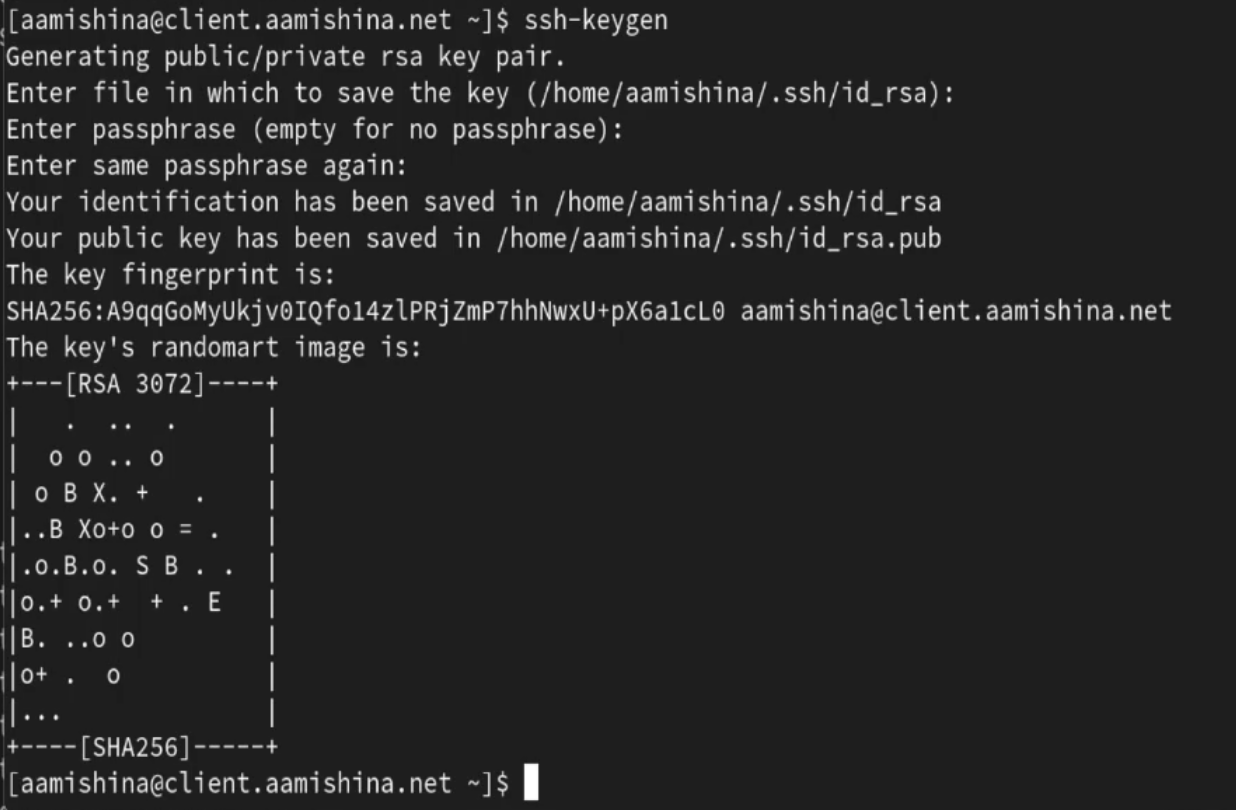 [aamishina@client.aamishina.net ~]$ ssh-keygen
Generating public/private rsa key pair.
Enter file in which to save the key (/home/aamishina/.ssh/id_rsa):
Enter passphrase (empty for no passphrase):
Enter same passphrase again:
Your identification has been saved in /home/aamishina/.ssh/id_rsa
Your public key has been saved in /home/aamishina/.ssh/id_rsa.pub
The key fingerprint is:
SHA256:A9qqGoMyUkjv0IQfo14zlPRjZmP7hhNwxU+pX6a1cL0 aamishina@client.aamishina.net
The key's randomart image is:
+---[RSA 3072]----+
|   .  ..  .      |
|  o o .. o       |
| o B X. +   .    |
|..B Xo+o o = .   |
|.o.B.o. S B . .  |
|o.+ o.+  + . E   |
|B. ..o o         |
|o+ .  o          |
|...              |
+----[SHA256]-----+
[aamishina@client.aamishina.net ~]$